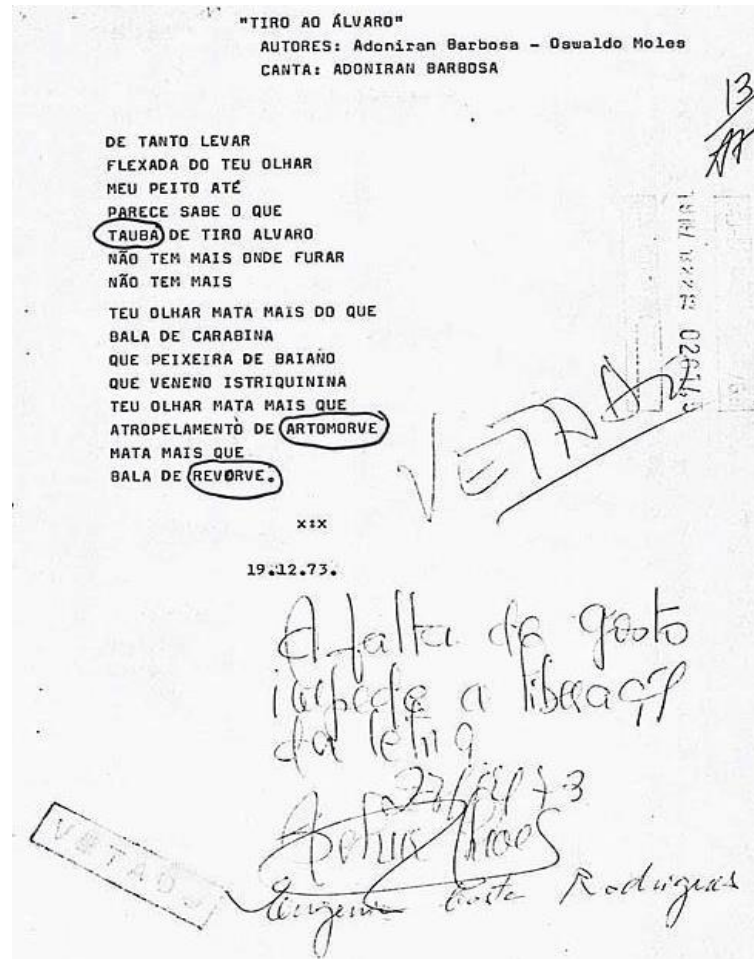 "TIRO AO ÁLVARO"
AUTORES: Adoniran Barbosa - Oswaldo Moles
CANTA: ADONIRAN BARBOSA
13
DE TANTO LEVAR
FLEXADA DO TEU OLHAR
MEU PEITO ATÉ
PARECE SABE O QUE
TAUBA DE TIRO ALVARO
NÃO TEM MAIS ONDE FURAR
NÃO TEM MAIS
TEU OLHAR MATA MAIS DO QUE
BALA DE CARABINA
QUE PEIXEIRA DE BAIANO
QUE VENENO ISTRIQUININA
TEU OLHAR MATA MAIS QUE
ATROPELAMENTO DE ARTOMORVE
MATA MAIS QUE
BALA DE REVORVE.
VETADO
x:x
19.12.73.
A falta de gosto
impede a liberação
da letra
VETADO
Eugenia Costa Rodrigues